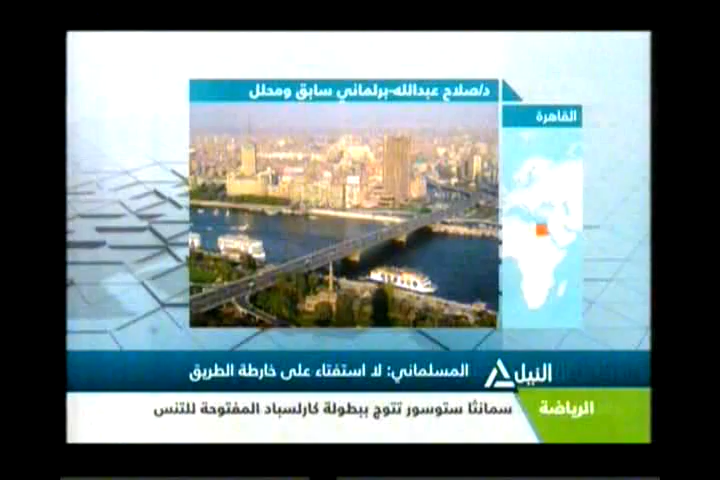 د/صلاح عبدالله-برلماني سابق ومحلل
القاهرة
النيل
المسلماني: لا استفتاء على خارطة الطريق
الرياضة
سمانثا ستوسور تتوج ببطولة كارلسباد المفتوحة للتنس